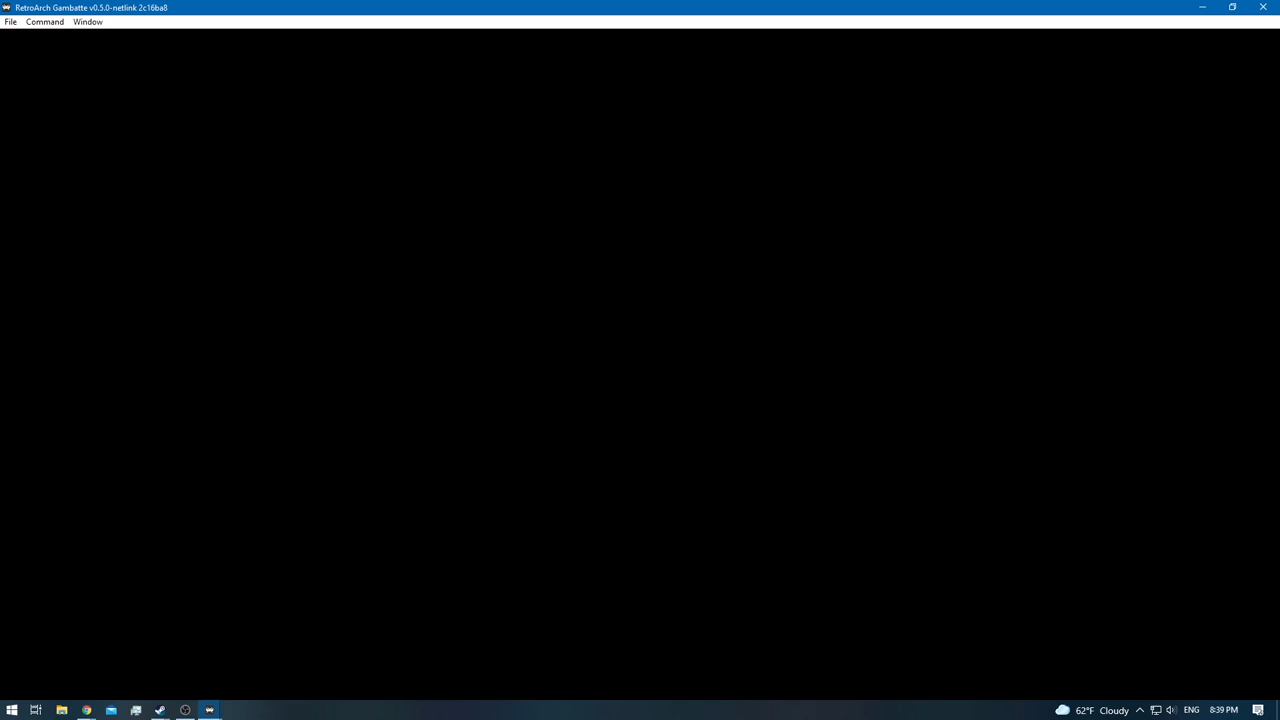 RetroArch Gambatte v0.5.0-netlink 2c16ba8
File Command Window
62°F Cloudy ENG 8:39 PM